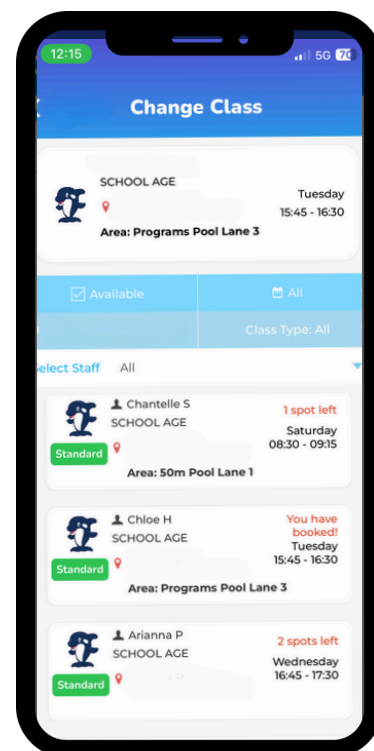 12:15
5G 70
Change Class
SCHOOL AGE
Tuesday
15:45 - 16:30
Area: Programs Pool Lane 3
Available
All
Class Type: All
Select Staff All
Chantelle S
1 spot left
SCHOOL AGE
Saturday
08:30 - 09:15
Standard
Area: 50m Pool Lane 1
Chloe H
You have
booked!
SCHOOL AGE
Tuesday
15:45 - 16:30
Standard
Area: Programs Pool Lane 3
Arianna P
2 spots left
SCHOOL AGE
Wednesday
16:45 - 17:30
Standard